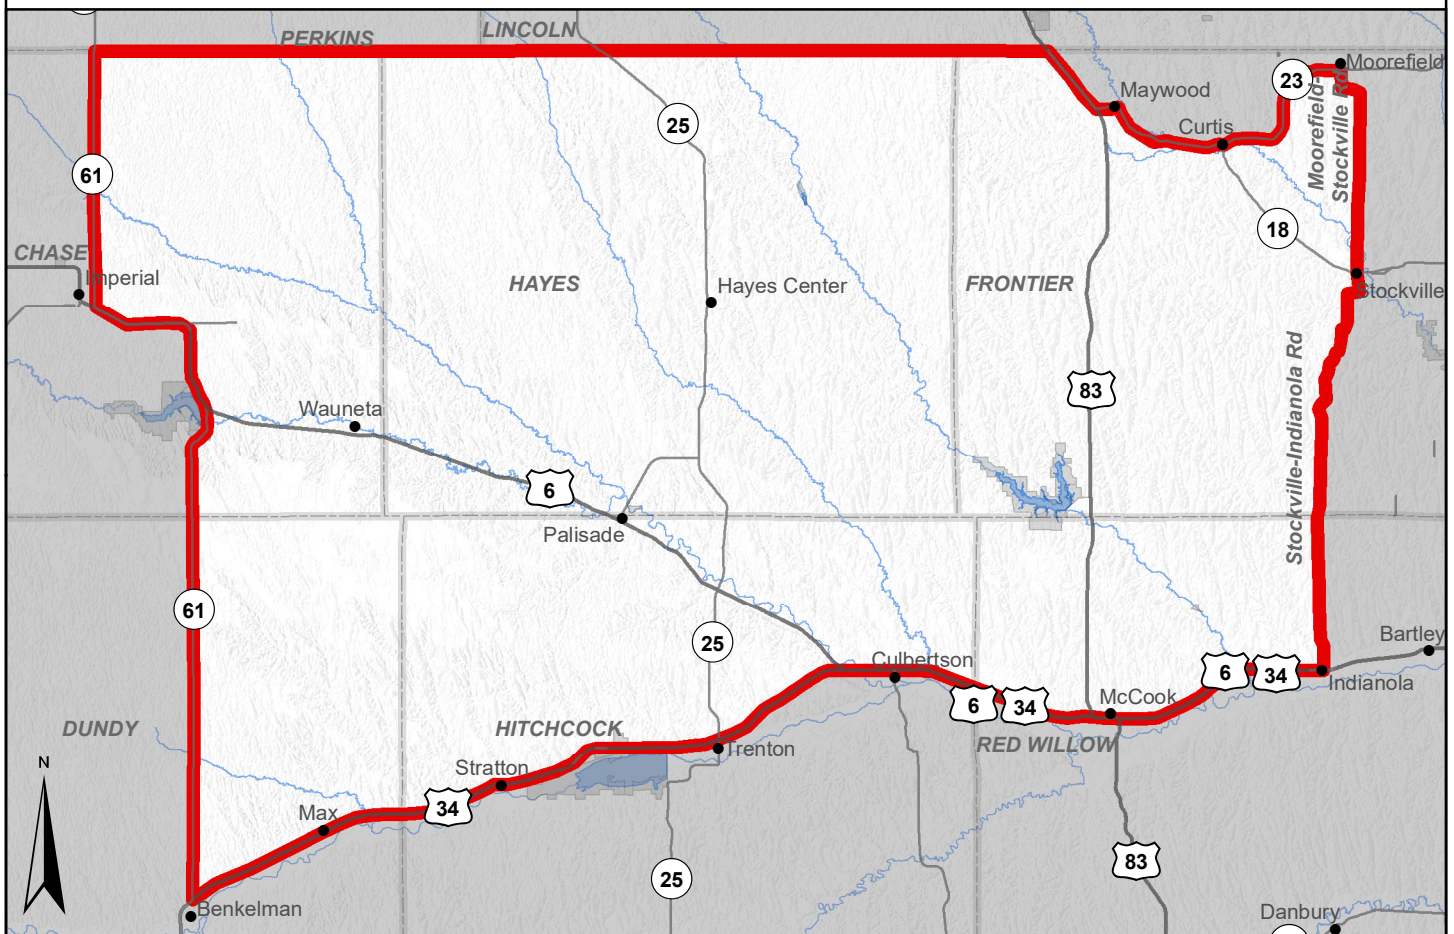 LINCOLN
PERKINS
Moorefield
23
Maywood
25
Curtis
Moorefield-
Stockville Rd
61
18
CHASE
Imperial
HAYES
Hayes Center
FRONTIER
Stockville
Stockville-Indianola Rd
83
Wauneta
6
Palisade
61
25
Bartley
Culbertson
6
34
Indianola
6
34
McCook
DUNDY
HITCHCOCK
RED WILLOW
Trenton
N
Stratton
34
Max
83
25
Benkelman
Danbury